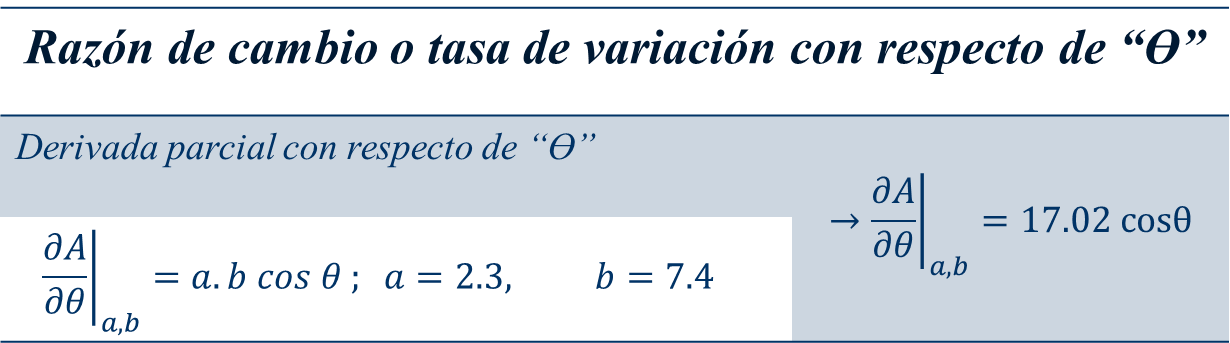 Razón de cambio o tasa de variación con respecto de “ϴ”
Derivada parcial con respecto de “ϴ”
∂A/∂θ|a,b = a.b cos θ ; a = 2.3, b = 7.4
→ ∂A/∂θ|a,b = 17.02 cosθ